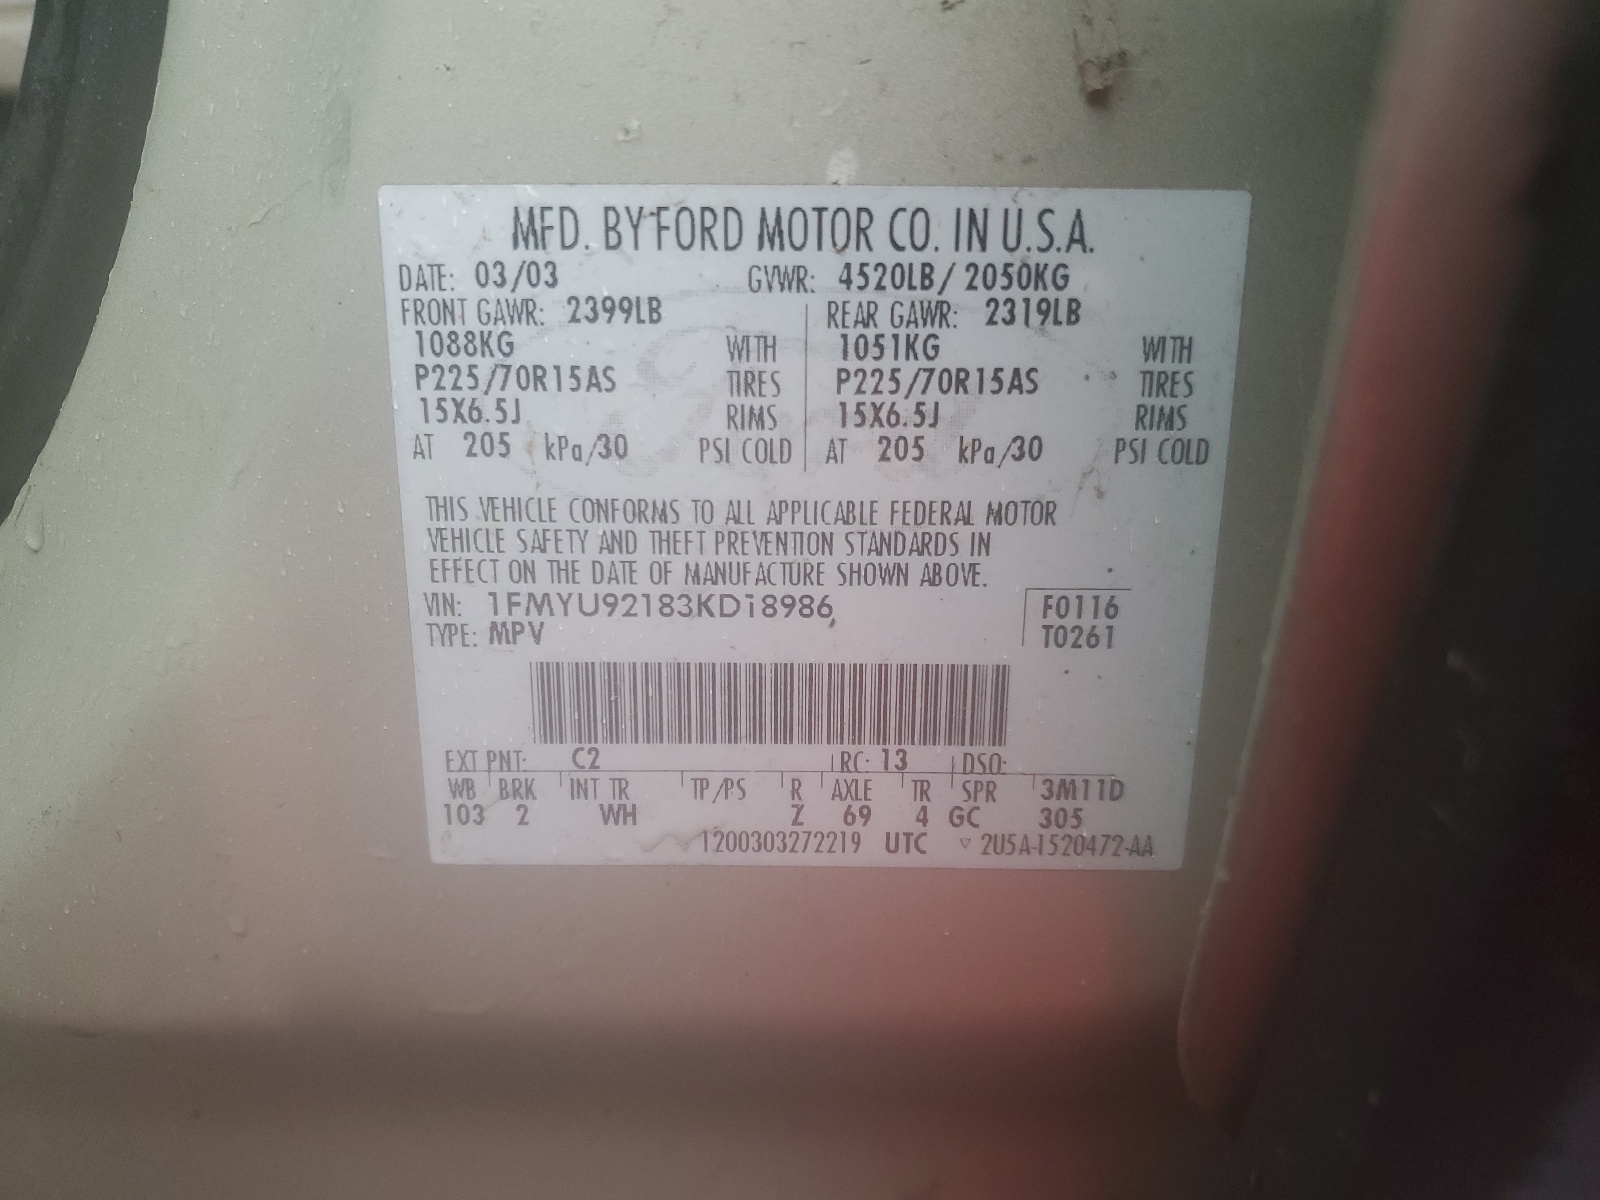 MFD. BY FORD MOTOR CO. IN U.S.A.
DATE: 03/03 GVWR: 4520LB/ 2050KG
FRONT GAWR: 2399LB REAR GAWR: 2319LB
1088KG WITH 1051KG WITH
P225/70R15AS TIRES P225/70R15AS TIRES
15X6.5J RIMS 15X6.5J RIMS
AT 205 kPa/30 PSI COLD AT 205 kPa/30 PSI COLD
THIS VEHICLE CONFORMS TO ALL APPLICABLE FEDERAL MOTOR
VEHICLE SAFETY AND THEFT PREVENTION STANDARDS IN
EFFECT ON THE DATE OF MANUFACTURE SHOWN ABOVE.
VIN: 1FMYU92183KD18986 F0116
TYPE: MPV T0261
EXT PNT: C2 RC: 13 DSO:
WB BRK INT TR TP/PS R AXLE TR SPR 3M11D
103 2 WH Z 69 4 GC 305
1200303272219 UTC ▽ 2U5A-1520472-AA